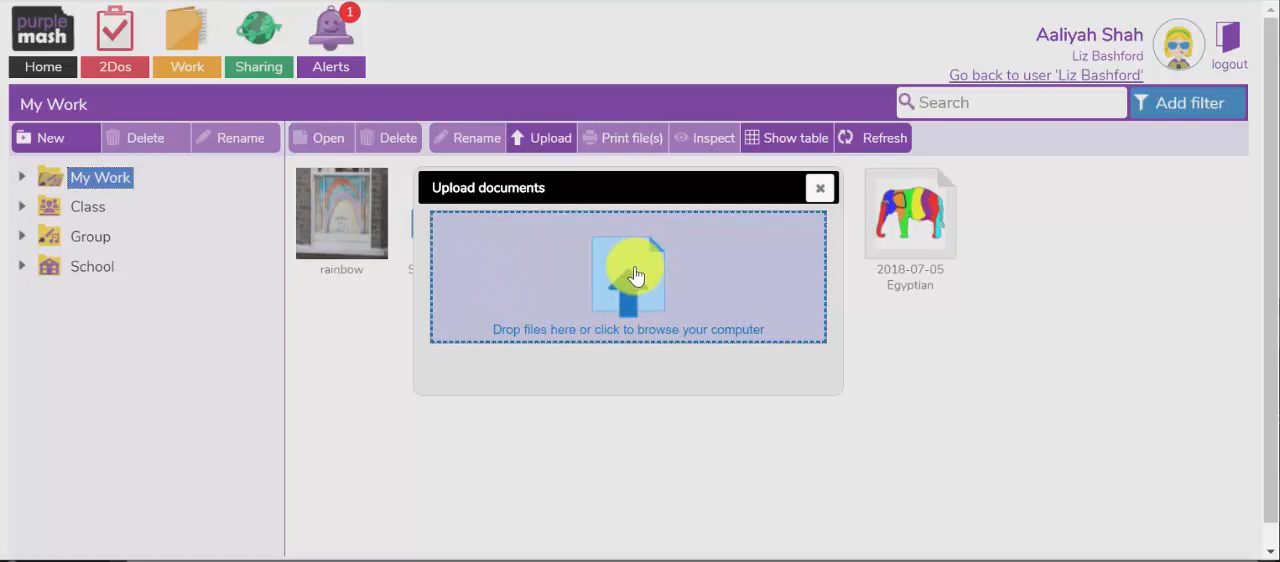 purple
mash
1
Home
2Dos
Work
Sharing
Alerts
Aaliyah Shah
Liz Bashford
Go back to user 'Liz Bashford'
logout
My Work
Search
Add filter
New
Delete
Rename
Open
Delete
Rename
Upload
Print file(s)
Inspect
Show table
Refresh
My Work
Class
Group
School
Upload documents
Drop files here or click to browse your computer
rainbow
2018-07-05
Egyptian